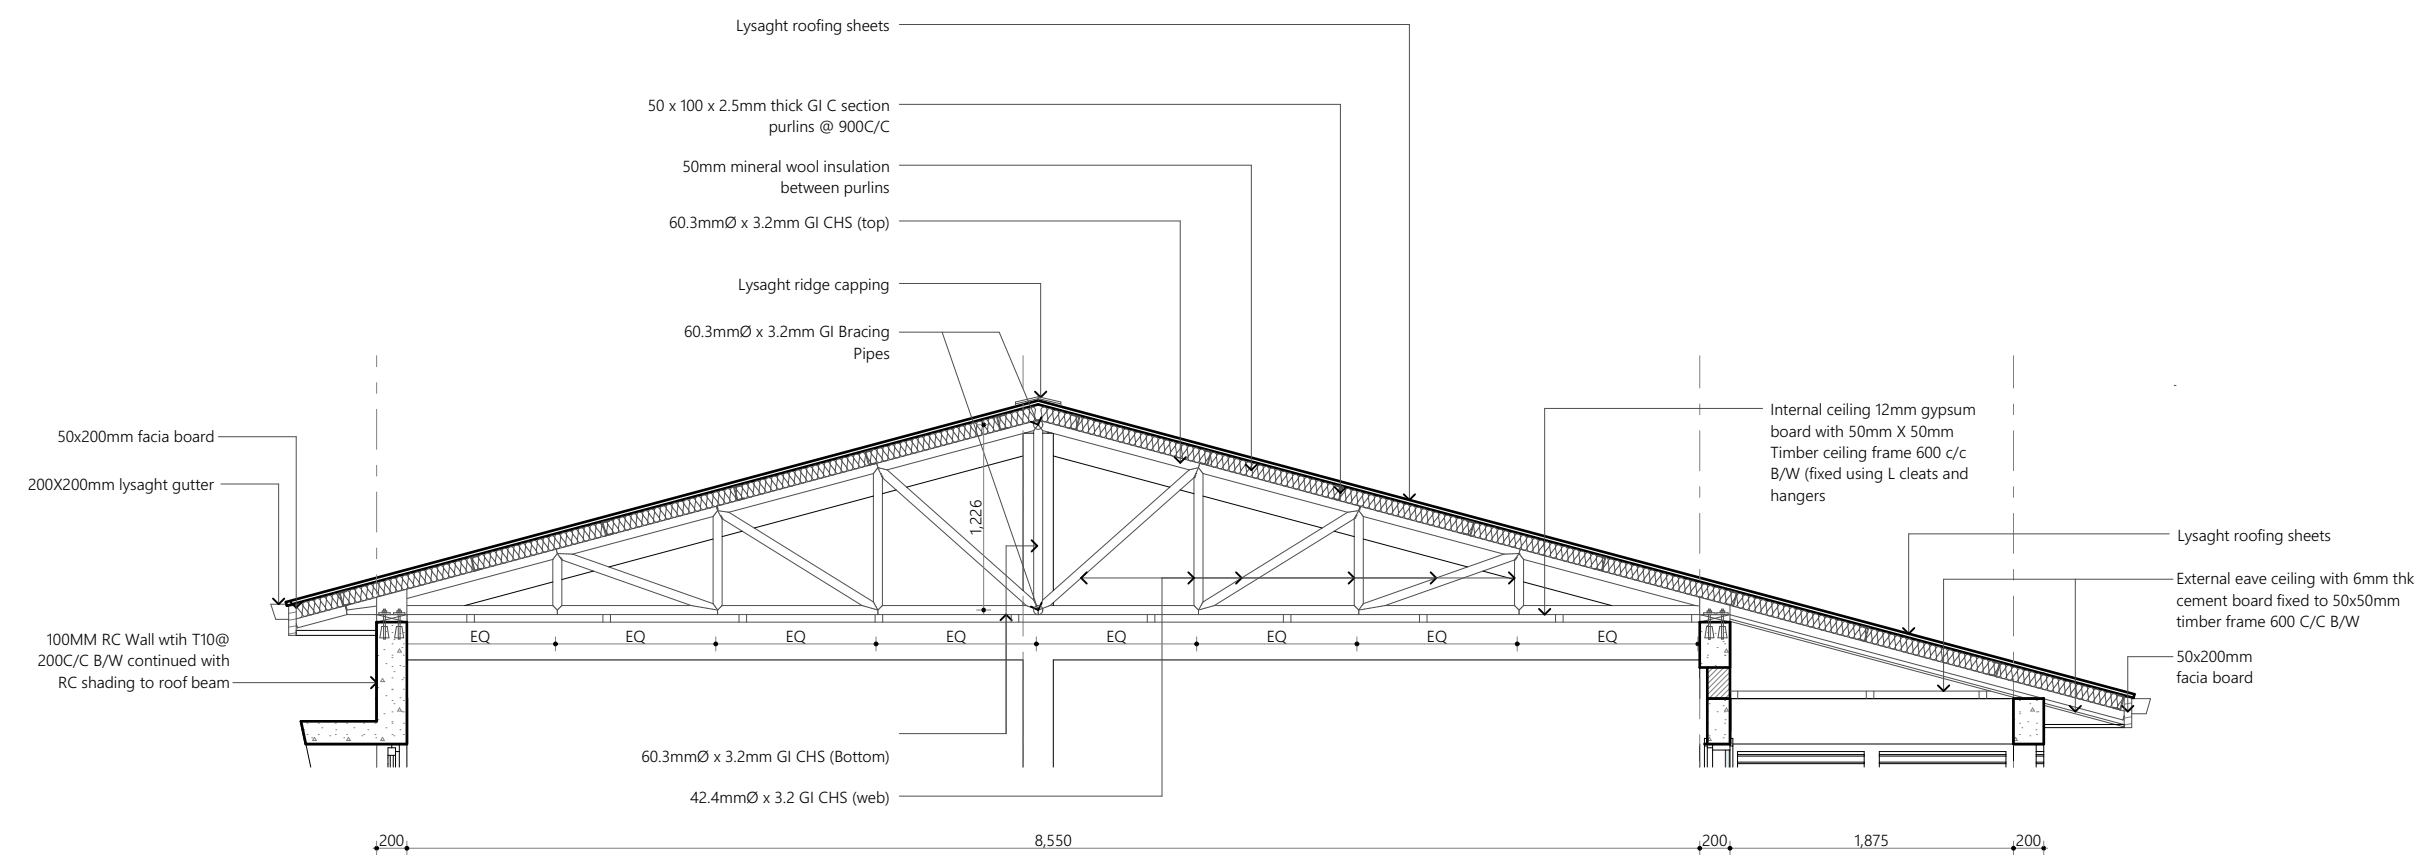 Lysaght roofing sheets
50 x 100 x 2.5mm thick GI C section
purlins @ 900C/C
50mm mineral wool insulation
between purlins
60.3mmØ x 3.2mm GI CHS (top)
Lysaght ridge capping
60.3mmØ x 3.2mm GI Bracing
Pipes
50x200mm facia board
200X200mm lysaght gutter
100MM RC Wall wtih T10@
200C/C B/W continued with
RC shading to roof beam
1,226
Internal ceiling 12mm gypsum
board with 50mm X 50mm
Timber ceiling frame 600 c/c
B/W (fixed using L cleats and
hangers
Lysaght roofing sheets
External eave ceiling with 6mm thk
cement board fixed to 50x50mm
timber frame 600 C/C B/W
50x200mm
facia board
EQ EQ EQ EQ EQ EQ EQ EQ
60.3mmØ x 3.2mm GI CHS (Bottom)
42.4mmØ x 3.2 GI CHS (web)
200 8,550 200 1,875 200